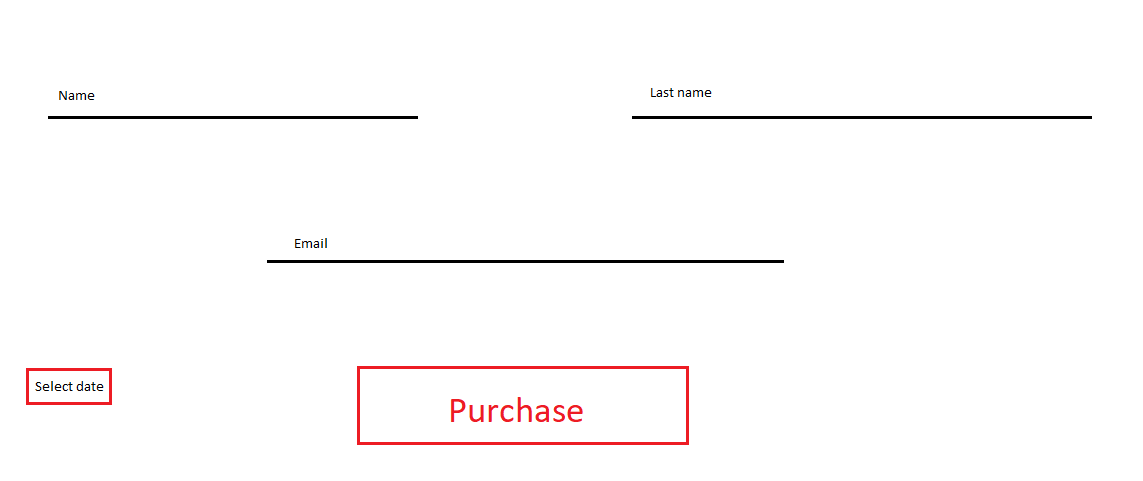 Name
Last name
Email
Select date
Purchase